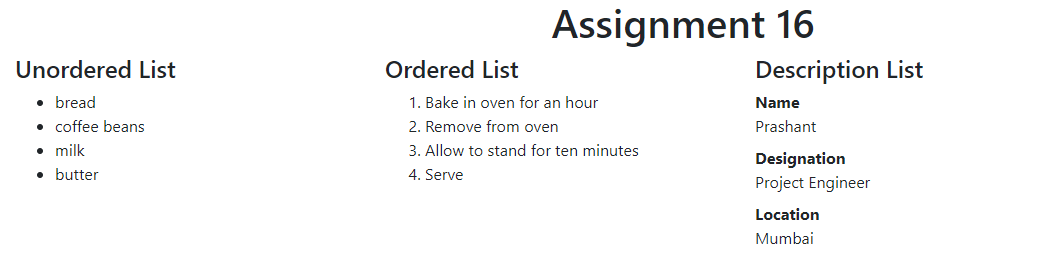 Assignment 16
Unordered List
• bread
• coffee beans
• milk
• butter
Ordered List
1. Bake in oven for an hour
2. Remove from oven
3. Allow to stand for ten minutes
4. Serve
Description List
Name
Prashant
Designation
Project Engineer
Location
Mumbai